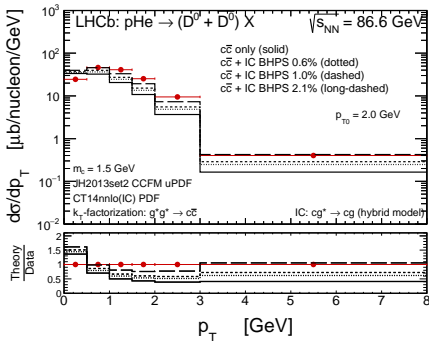 LHCb: pHe → (D⁰ + D̄⁰) X √s_NN = 86.6 GeV
cc̄ only (solid)
cc̄ + IC BHPS 0.6% (dotted)
cc̄ + IC BHPS 1.0% (dashed)
cc̄ + IC BHPS 2.1% (long-dashed)
p_T0 = 2.0 GeV
m_c = 1.5 GeV
JH2013set2 CCFM uPDF
CT14nnlo(IC) PDF
k_T-factorization: g*g* → cc̄ IC: cg* → cg (hybrid model)
dσ/dp_T [μb/nucleon/GeV]
10³
10²
10
1
10⁻¹
10⁻²
Theory
Data
2
1.5
1
0.5
0
0 1 2 3 4 5 6 7 8
p_T [GeV]